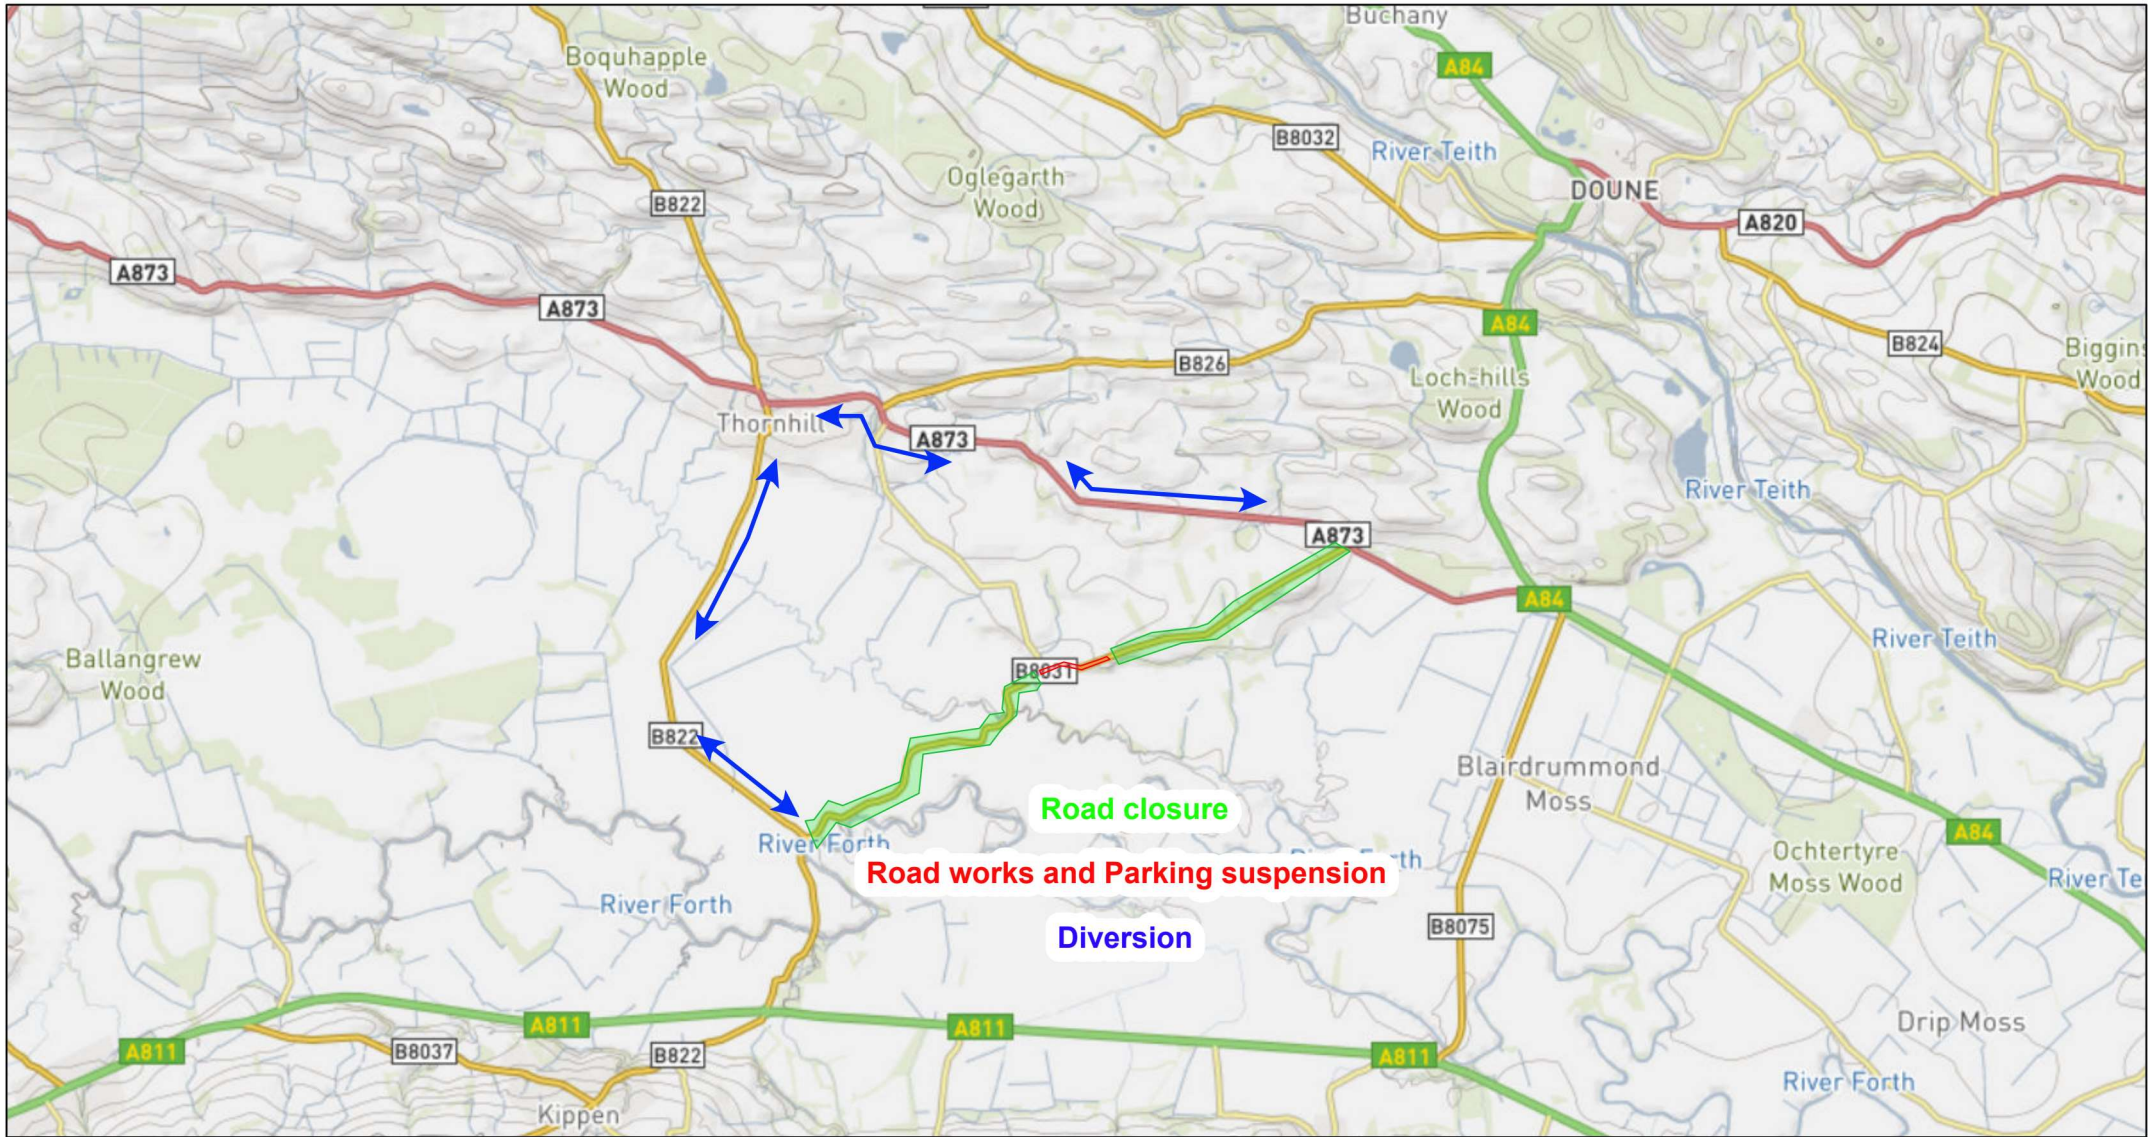 Buchany
A84
Boquhapple
Wood
B8032
River Teith
Oglegarth
Wood
DOUNE
B822
A820
A873
A873
A84
B824
Biggins
Wood
B826
Loch-hills
Wood
Thornhill
A873
River Teith
A873
A84
River Teith
Ballangrew
Wood
B8031
B822
Blairdrummond
Moss
Road closure
A84
River Forth
Ochtertyre
Moss Wood
Road works and Parking suspension
River Te
River Forth
B8075
Diversion
A811
A811
Drip Moss
A811
B8037
B822
A811
River Forth
Kippen